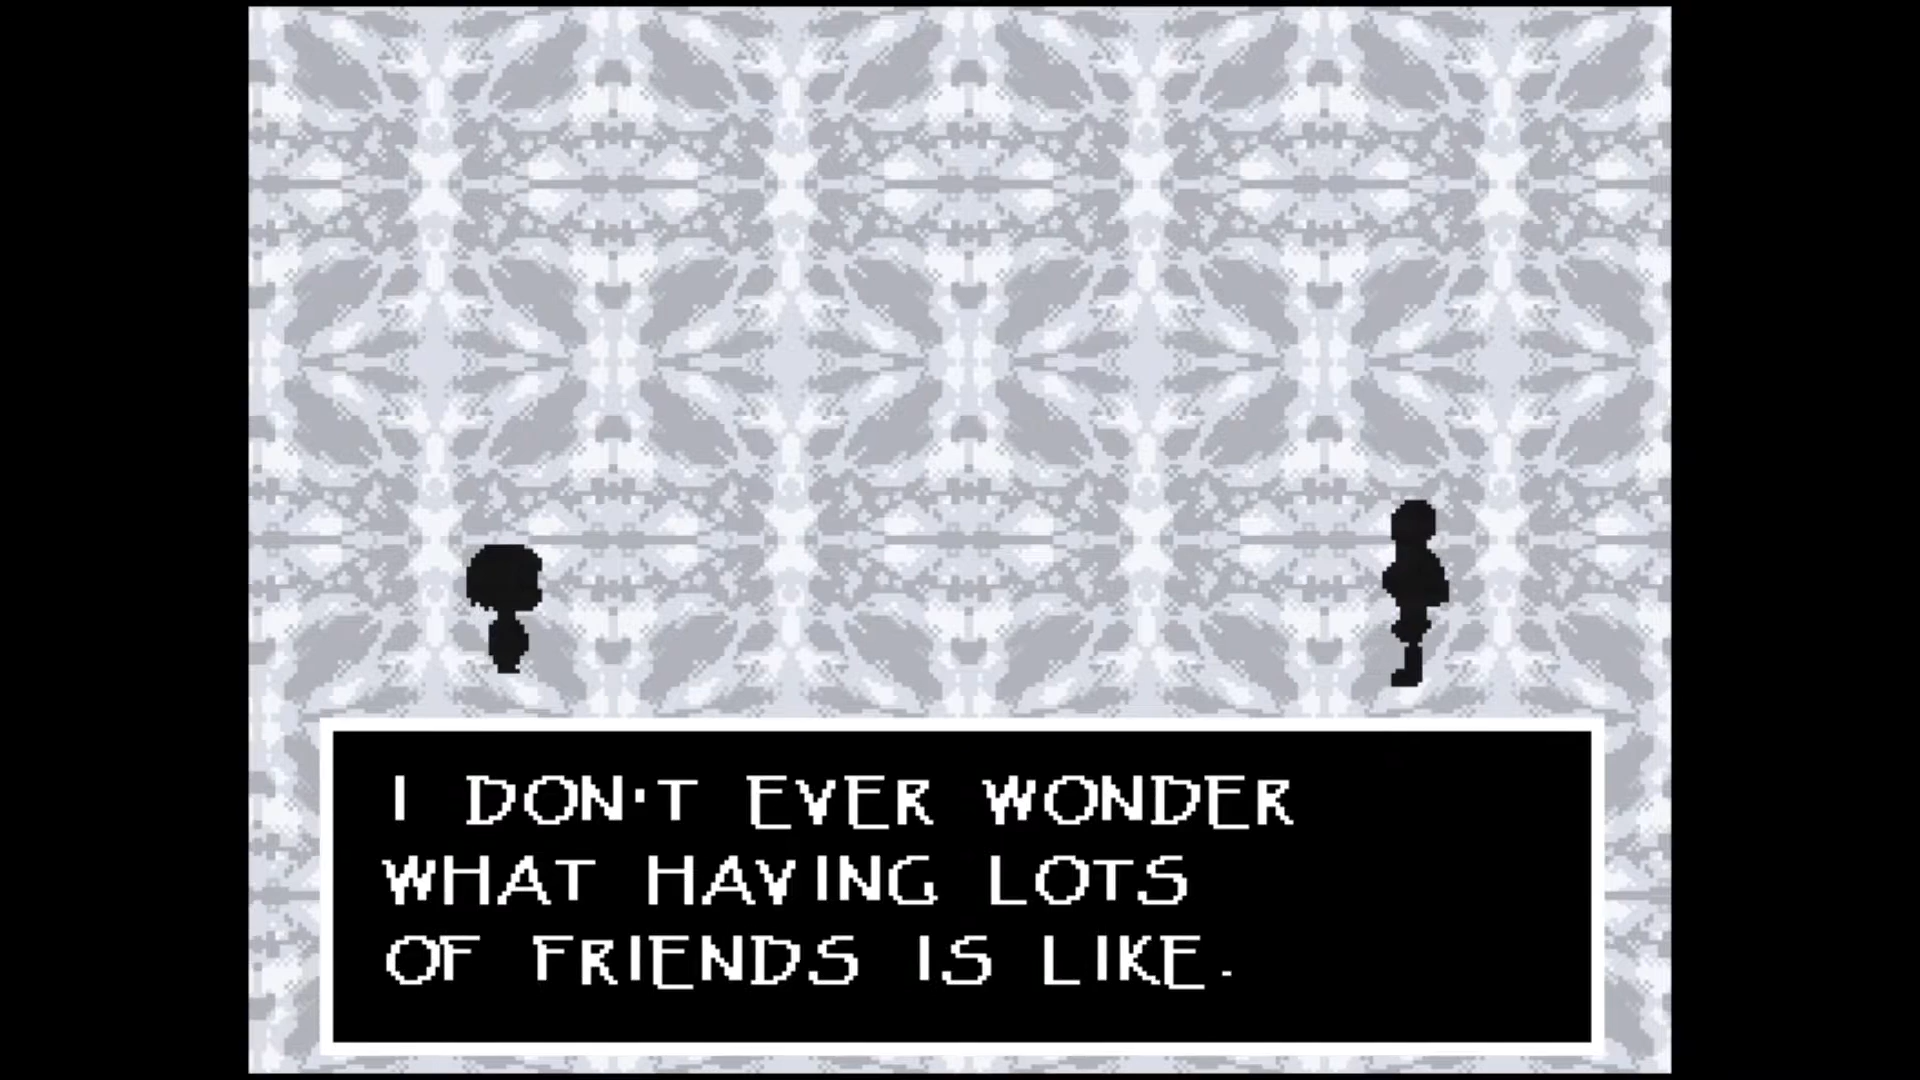 I DON'T EVER WONDER
WHAT HAVING LOTS
OF FRIENDS IS LIKE.